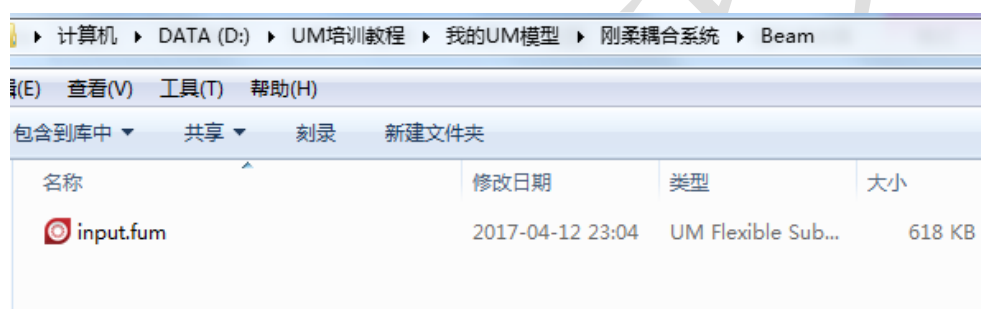 计算机 DATA (D:) UM培训教程 我的UM模型 刚柔耦合系统 Beam
(E) 查看(V) 工具(T) 帮助(H)
包含到库中 共享 刻录 新建文件夹
名称 修改日期 类型 大小
input.fum 2017-04-12 23:04 UM Flexible Sub... 618 KB